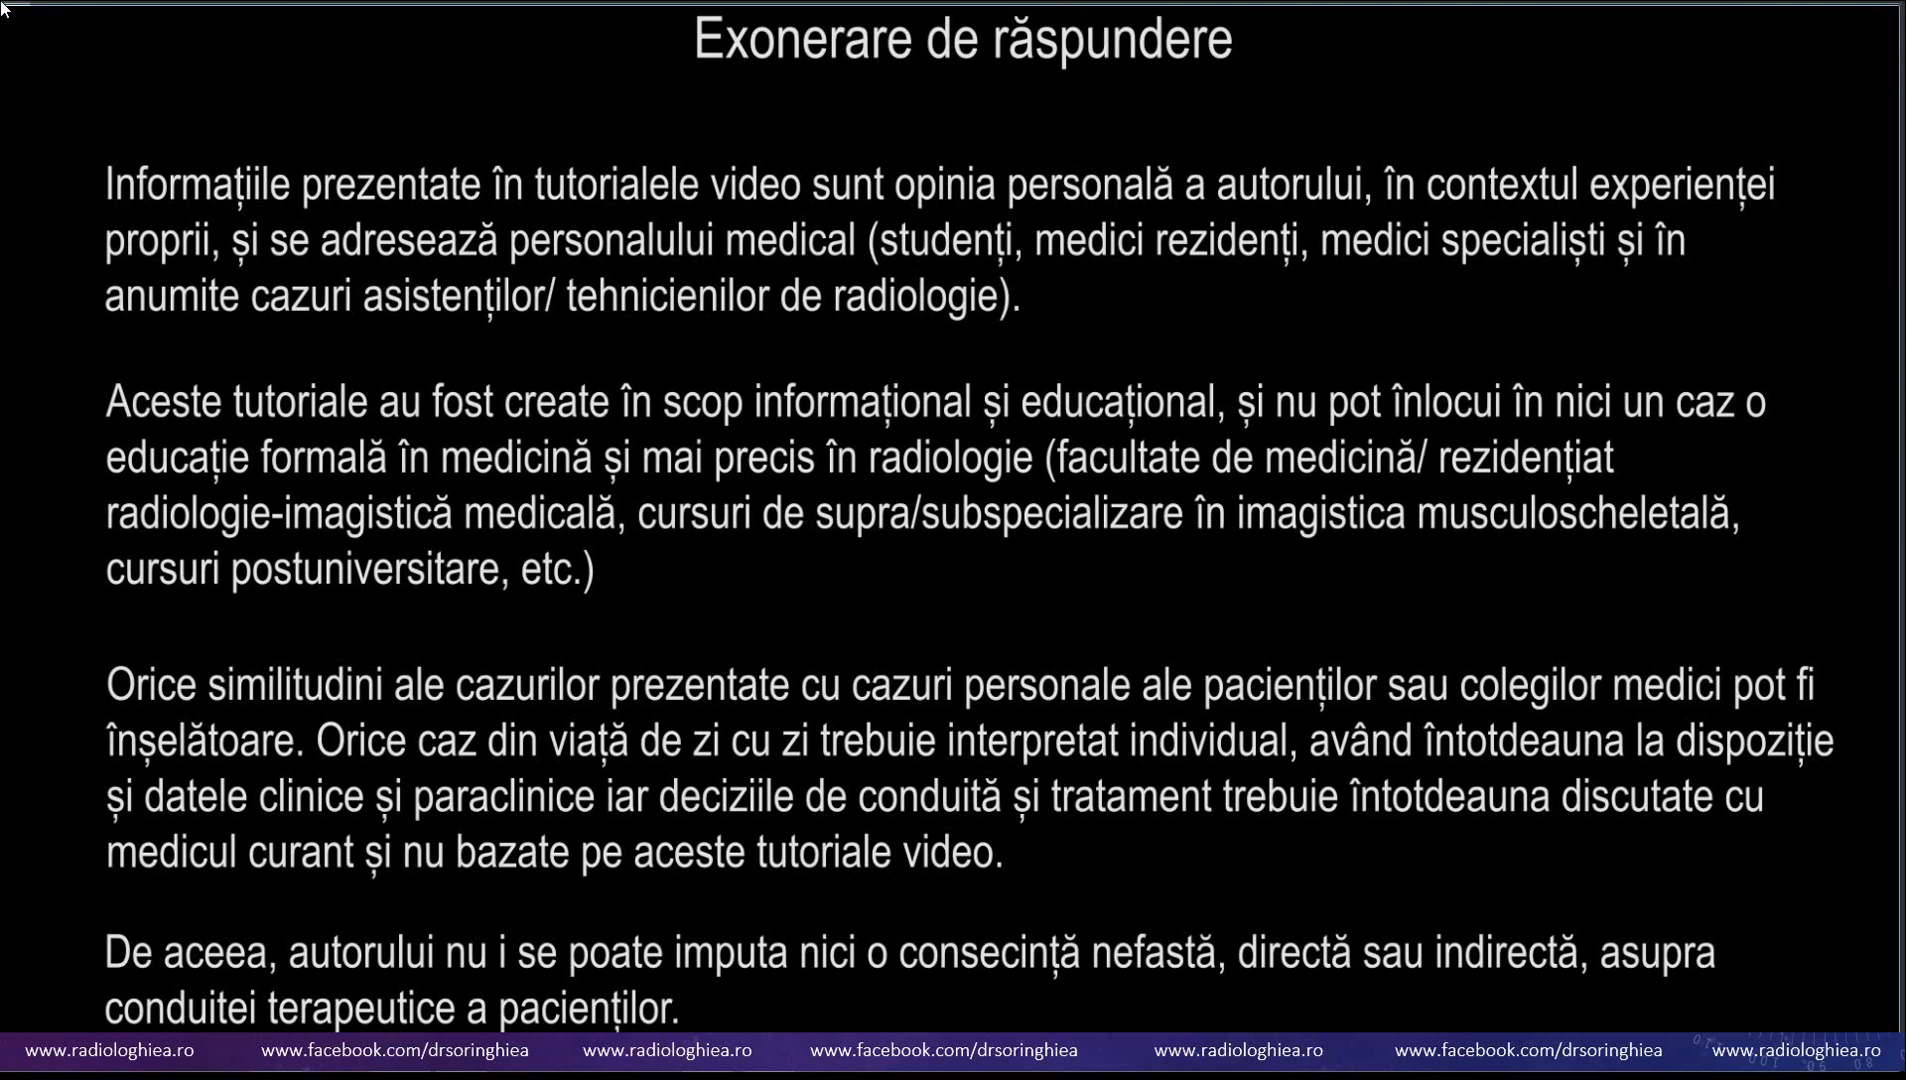 Exonerare de răspundere
Informațiile prezentate în tutorialele video sunt opinia personală a autorului, în contextul experienței
proprii, și se adresează personalului medical (studenți, medici rezidenți, medici specialiști și în
anumite cazuri asistenților/ tehnicienilor de radiologie).
Aceste tutoriale au fost create în scop informațional și educațional, și nu pot înlocui în nici un caz o
educație formală în medicină și mai precis în radiologie (facultate de medicină/ rezidențiat
radiologie-imagistică medicală, cursuri de supra/subspecializare în imagistica musculoscheletală,
cursuri postuniversitare, etc.)
Orice similitudini ale cazurilor prezentate cu cazuri personale ale pacienților sau colegilor medici pot fi
înșelătoare. Orice caz din viață de zi cu zi trebuie interpretat individual, având întotdeauna la dispoziție
și datele clinice și paraclinice iar deciziile de conduită și tratament trebuie întotdeauna discutate cu
medicul curant și nu bazate pe aceste tutoriale video.
De aceea, autorului nu i se poate imputa nici o consecință nefastă, directă sau indirectă, asupra
conduitei terapeutice a pacienților.
www.radiologhiea.ro www.facebook.com/drsoringhiea www.radiologhiea.ro www.facebook.com/drsoringhiea www.radiologhiea.ro www.facebook.com/drsoringhiea www.radiologhiea.ro